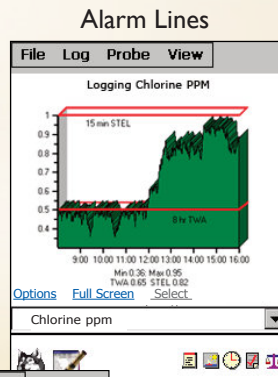 Alarm Lines
File Log Probe View
Logging Chlorine PPM
1
15 min STEL
0.9
0.8
0.7
0.6
0.5
8 hr TWA
0.4
9:00 10:00 11:00 12:00 13:00 14:00 15:00 16:00
Min 0.36: Max 0.95
TWA 0.65 STEL 0.82
Options Full Screen Select
Chlorine ppm